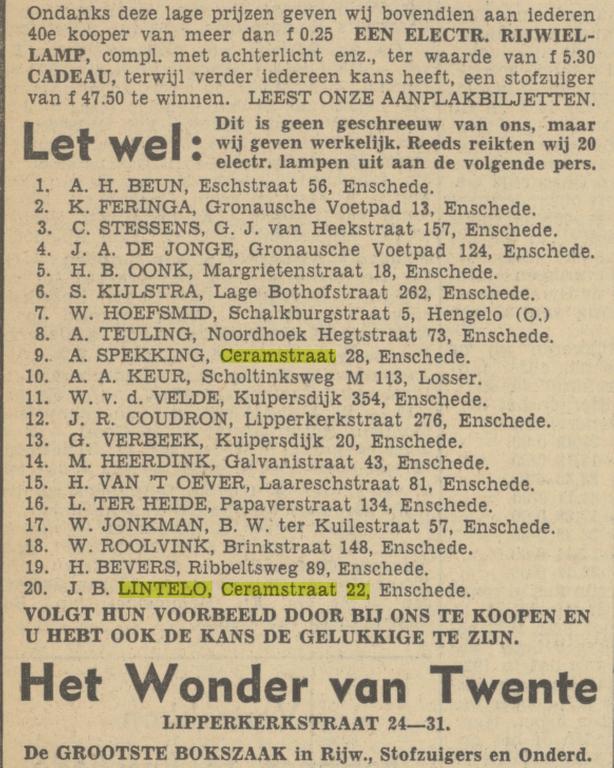 Ondanks deze lage prijzen geven wij bovendien aan iederen
40e kooper van meer dan f 0.25 EEN ELECTR. RIJWIEL-
LAMP, compl. met achterlicht enz., ter waarde van f 5.30
CADEAU, terwijl verder iedereen kans heeft, een stofzuiger
van f 47.50 te winnen. LEEST ONZE AANPLAKBILJETTEN.
Let wel: Dit is geen geschreeuw van ons, maar
wij geven werkelijk. Reeds reikten wij 20
electr. lampen uit aan de volgende pers.
1. A. H. BEUN, Eschstraat 56, Enschede.
2. K. FERINGA, Gronausche Voetpad 13, Enschede.
3. C. STESSENS, G. J. van Heekstraat 157, Enschede.
4. J. A. DE JONGE, Gronausche Voetpad 124, Enschede.
5. H. B. OONK, Margrietenstraat 18, Enschede.
6. S. KIJLSTRA, Lage Bothofstraat 262, Enschede.
7. W. HOEFSMID, Schalkburgstraat 5, Hengelo (O.)
8. A. TEULING, Noordhoek Hegtstraat 73, Enschede.
9. A. SPEKKING, Ceramstraat 28, Enschede.
10. A. A. KEUR, Scholtinksweg M 113, Losser.
11. W. v. d. VELDE, Kuipersdijk 354, Enschede.
12. J. R. COUDRON, Lipperkerkstraat 276, Enschede.
13. G. VERBEEK, Kuipersdijk 20, Enschede.
14. M. HEERDINK, Galvanistraat 43, Enschede.
15. H. VAN 'T OEVER, Laareschstraat 81, Enschede.
16. L. TER HEIDE, Papaverstraat 134, Enschede.
17. W. JONKMAN, B. W. ter Kuilestraat 57, Enschede.
18. W. ROOLVINK, Brinkstraat 148, Enschede.
19. H. BEVERS, Ribbeltsweg 89, Enschede.
20. J. B. LINTELO, Ceramstraat 22, Enschede.
VOLGT HUN VOORBEELD DOOR BIJ ONS TE KOOPEN EN
U HEBT OOK DE KANS DE GELUKKIGE TE ZIJN.
Het Wonder van Twente
LIPPERKERKSTRAAT 24—31.
De GROOTSTE BOKSZAAK in Rijw., Stofzuigers en Onderd.